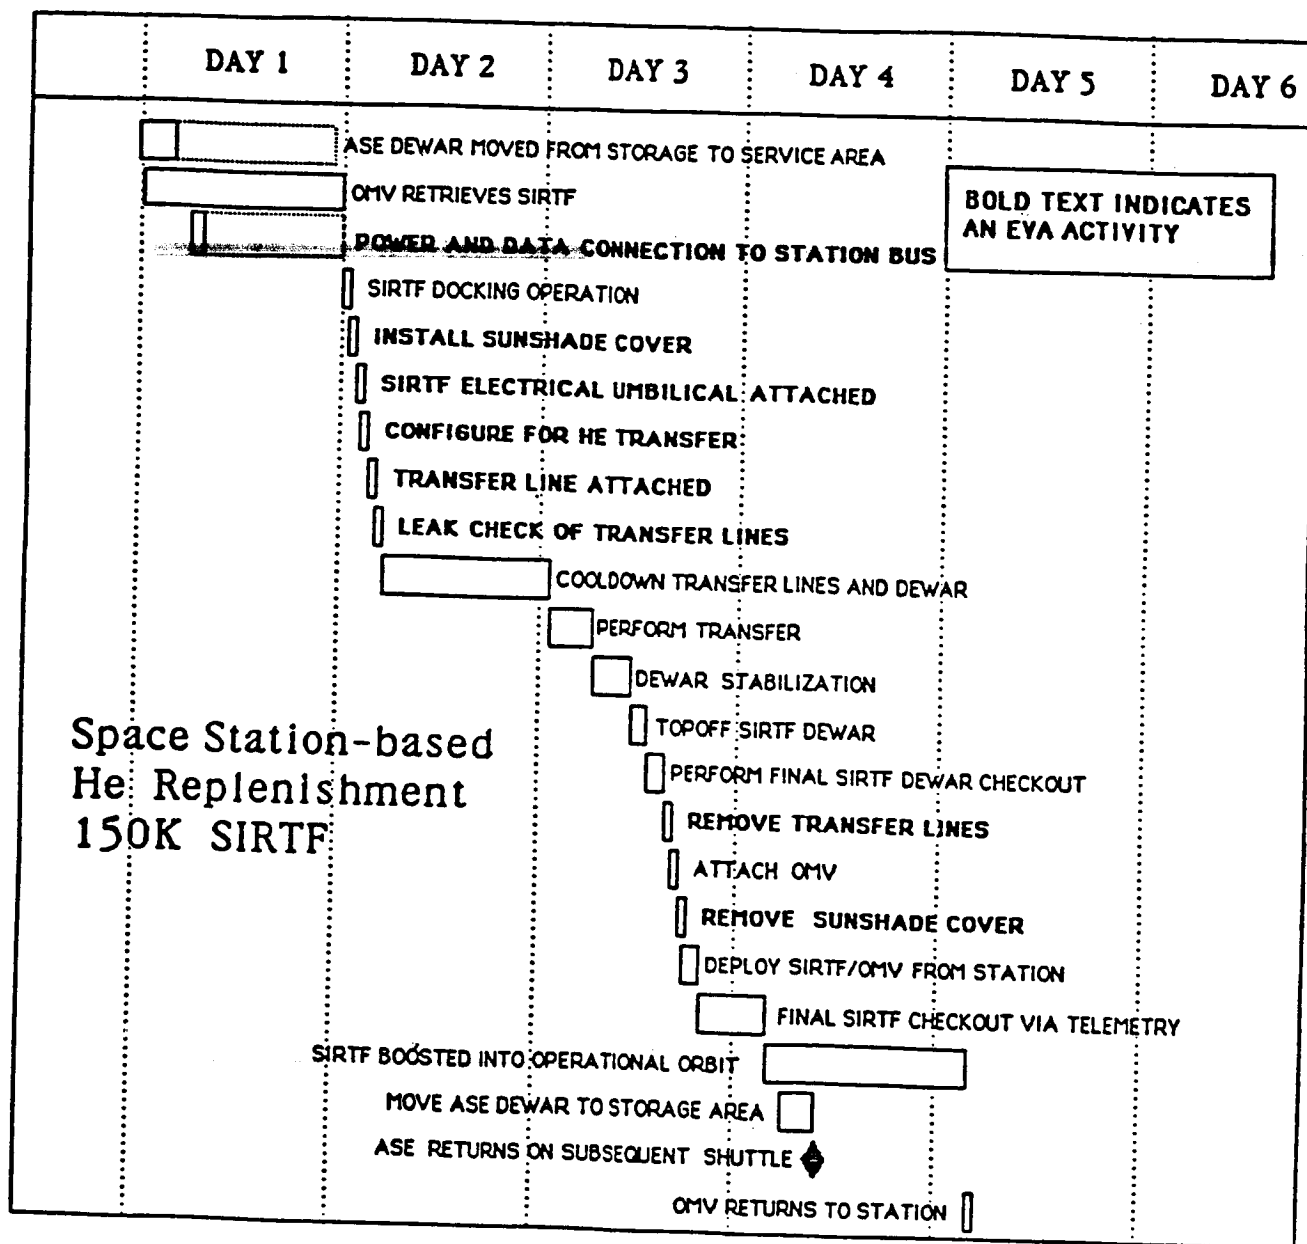 DAY 1 DAY 2 DAY 3 DAY 4 DAY 5 DAY 6
ASE DEWAR MOVED FROM STORAGE TO SERVICE AREA
OMV RETRIEVES SIRTF
BOLD TEXT INDICATES
AN EVA ACTIVITY
POWER AND DATA CONNECTION TO STATION BUS
SIRTF DOCKING OPERATION
INSTALL SUNSHADE COVER
SIRTF ELECTRICAL UMBILICAL ATTACHED
CONFIGURE FOR HE TRANSFER
TRANSFER LINE ATTACHED
LEAK CHECK OF TRANSFER LINES
COOLDOWN TRANSFER LINES AND DEWAR
PERFORM TRANSFER
DEWAR STABILIZATION
TOPOFF SIRTF DEWAR
PERFORM FINAL SIRTF DEWAR CHECKOUT
Space Station-based
He Replenishment
150K SIRTF
REMOVE TRANSFER LINES
ATTACH OMV
REMOVE SUNSHADE COVER
DEPLOY SIRTF/OMV FROM STATION
FINAL SIRTF CHECKOUT VIA TELEMETRY
SIRTF BOOSTED INTO OPERATIONAL ORBIT
MOVE ASE DEWAR TO STORAGE AREA
ASE RETURNS ON SUBSEQUENT SHUTTLE
OMV RETURNS TO STATION